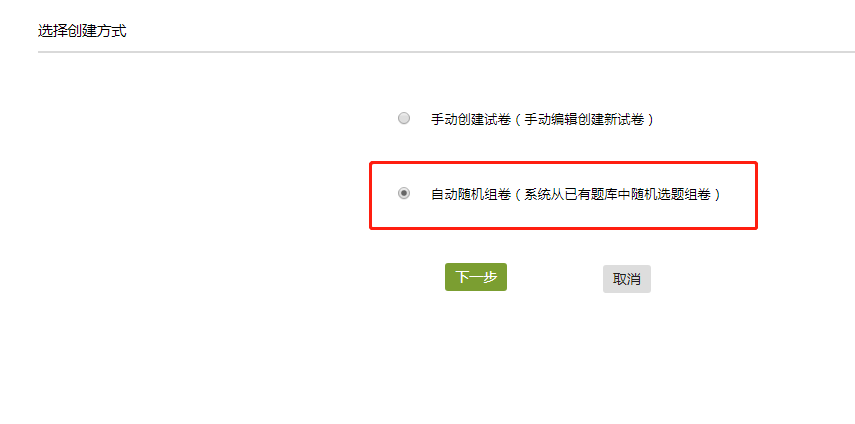 选择创建方式
手动创建试卷（手动编辑创建新试卷）
自动随机组卷（系统从已有题库中随机选题组卷）
下一步 取消